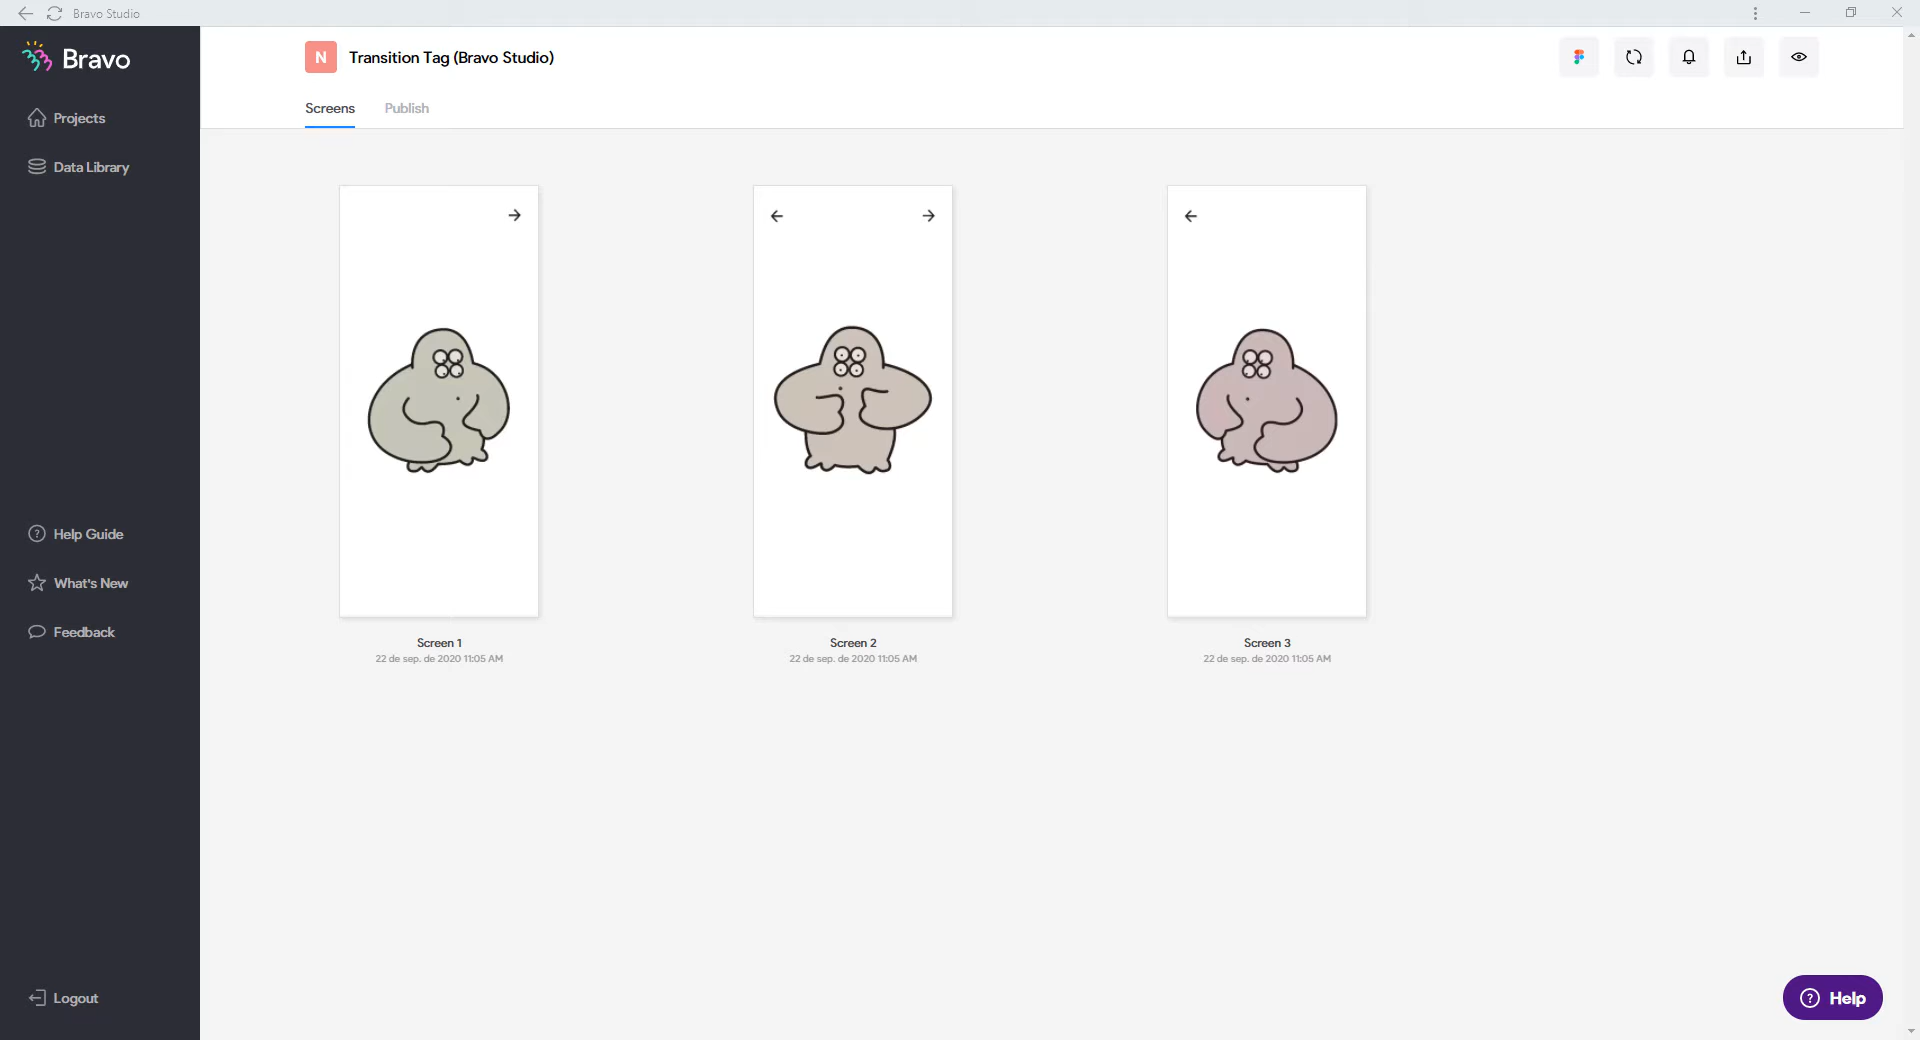 Bravo Studio
Bravo
N Transition Tag (Bravo Studio)
Screens Publish
Projects
Data Library
Help Guide
What's New
Feedback
Logout
Screen 1
22 de sep. de 2020 11:05 AM
Screen 2
22 de sep. de 2020 11:05 AM
Screen 3
22 de sep. de 2020 11:05 AM
Help